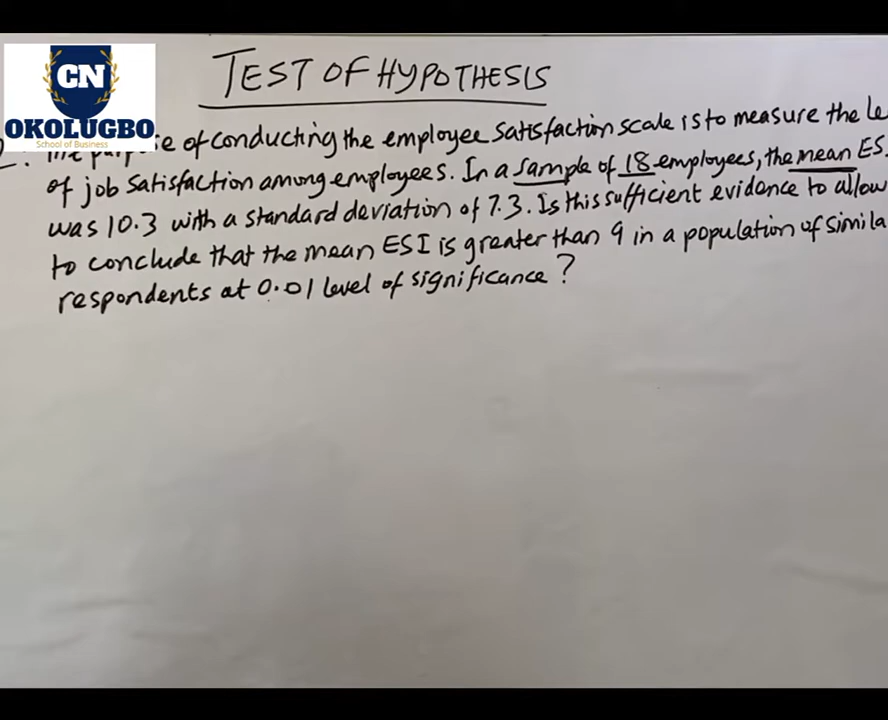 TEST OF HYPOTHESIS
CN
OKOLUGBO
School of Business
of conducting the employee satisfaction scale is to measure the le
of job satisfaction among employees. In a sample of 18 employees, the mean ES
was 10.3 with a standard deviation of 7.3. Is this sufficient evidence to allow
to conclude that the mean ESI is greater than 9 in a population of simila
respondents at 0.01 level of significance?